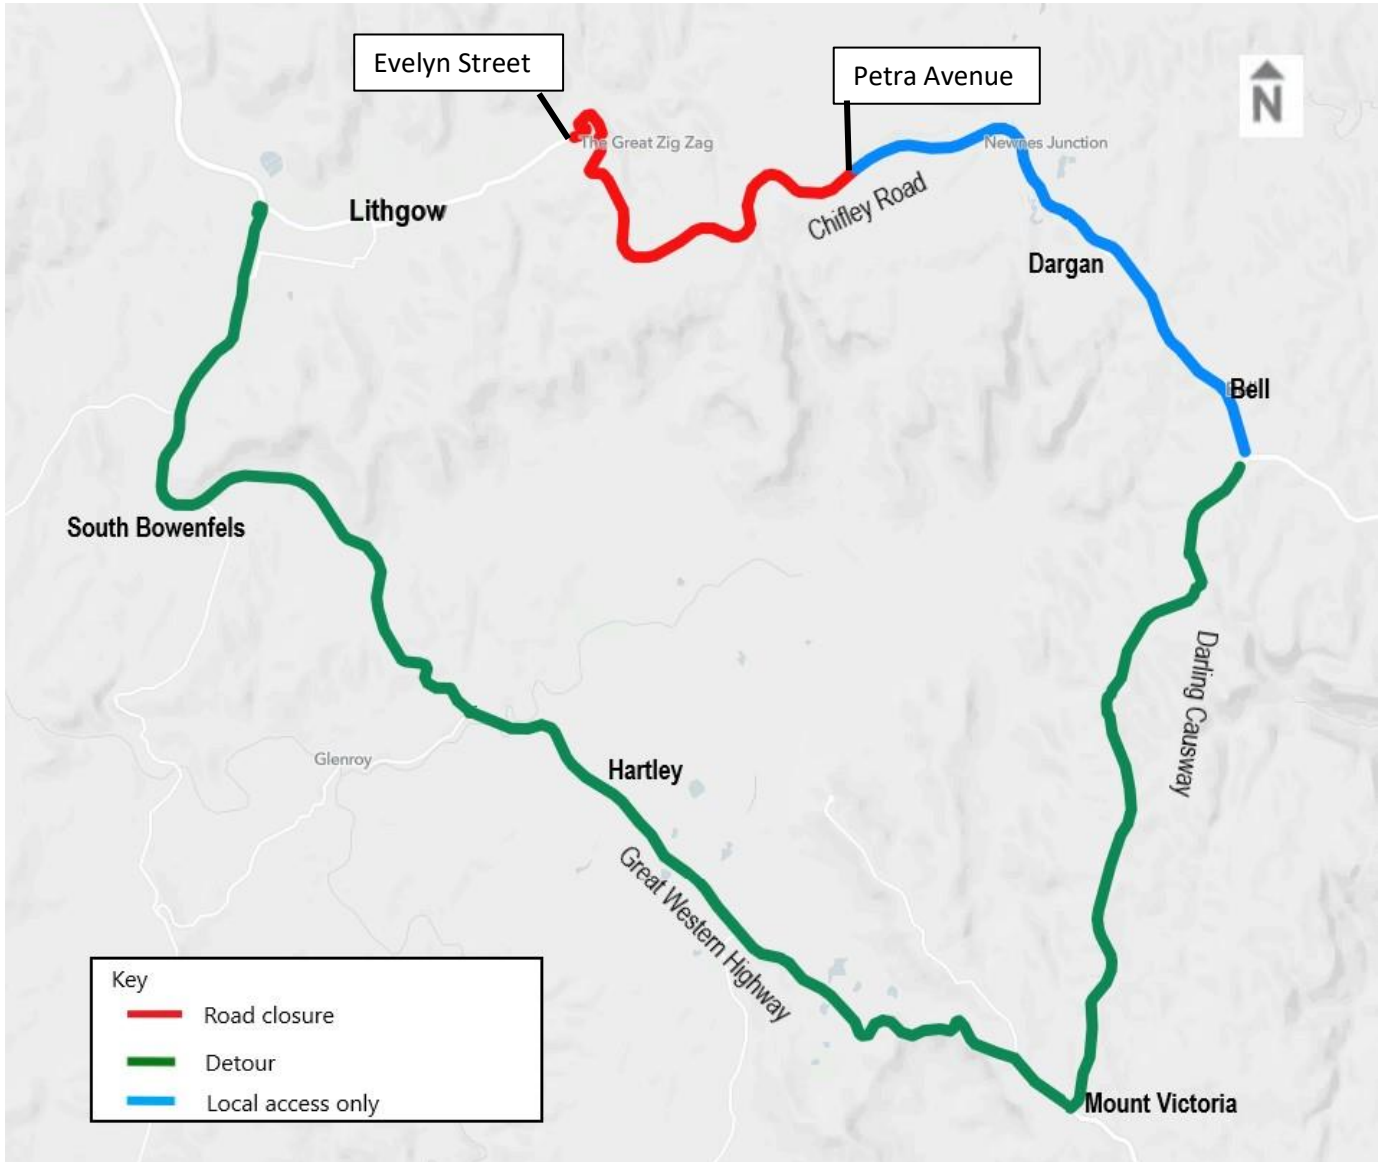 Evelyn Street
Petra Avenue
N
The Great Zig Zag
Newnes Junction
Chifley Road
Lithgow
Dargan
Bell
South Bowenfels
Darling Causway
Glenroy
Hartley
Great Western Highway
Mount Victoria
Key
Road closure
Detour
Local access only